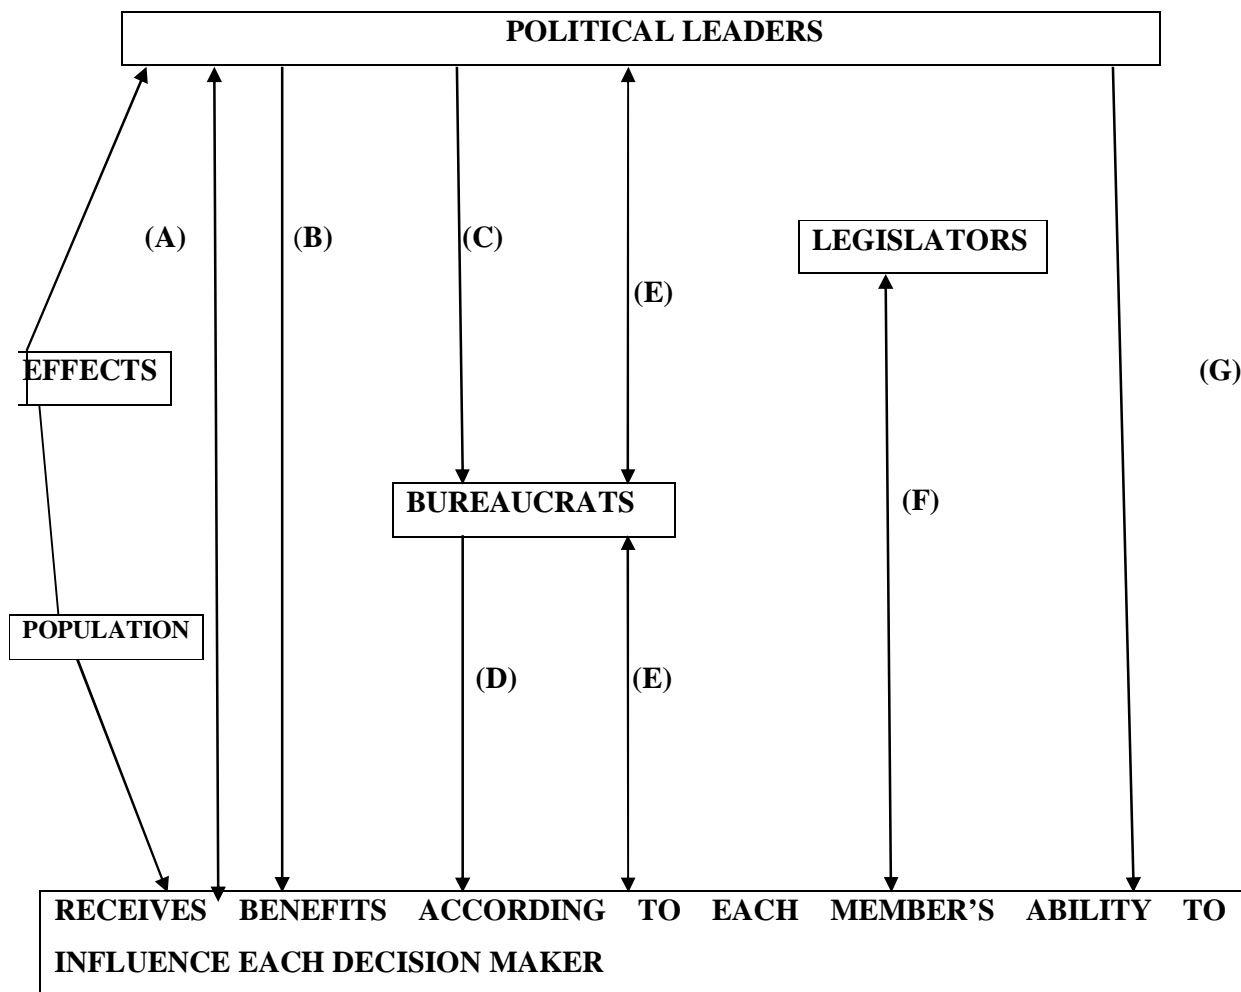 POLITICAL LEADERS
(A)
(B)
(C)
LEGISLATORS
(E)
EFFECTS
(G)
BUREAUCRATS
(F)
POPULATION
(D)
(E)
RECEIVES BENEFITS ACCORDING TO EACH MEMBER’S ABILITY TO
INFLUENCE EACH DECISION MAKER